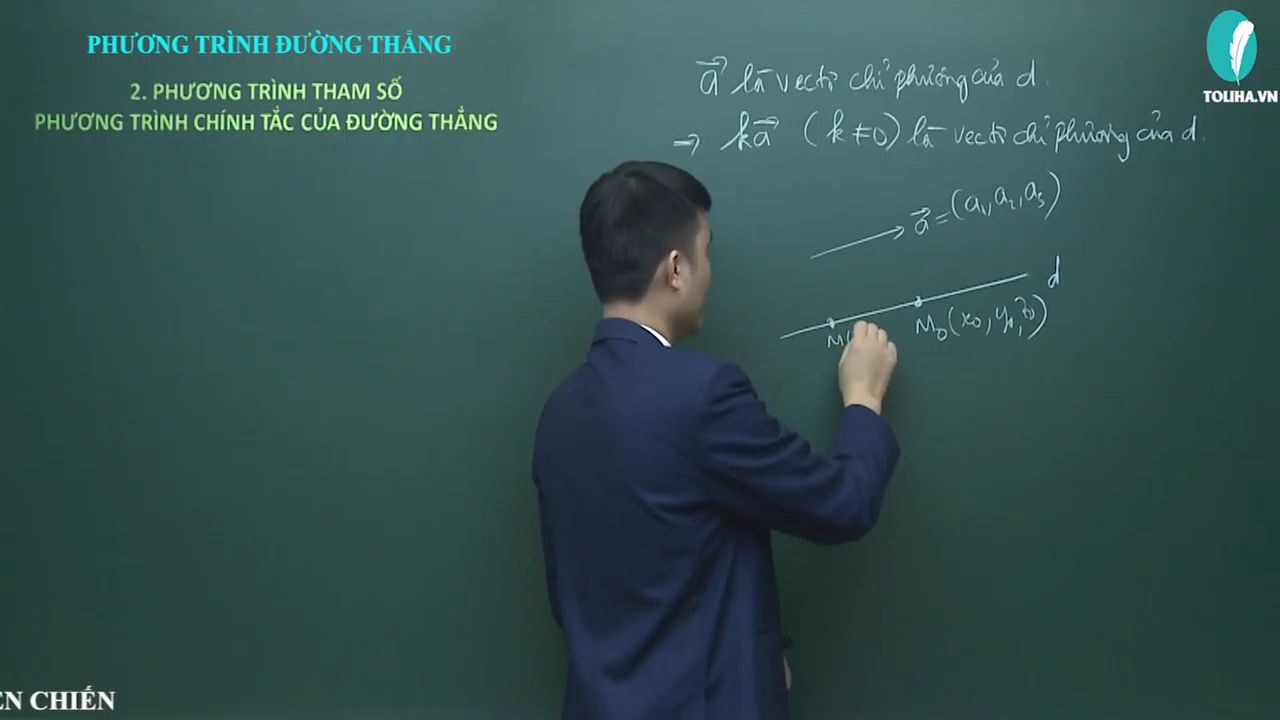 PHƯƠNG TRÌNH ĐƯỜNG THẲNG
2. PHƯƠNG TRÌNH THAM SỐ
PHƯƠNG TRÌNH CHÍNH TẮC CỦA ĐƯỜNG THẲNG
TOLIHA.VN
a⃗ là vectơ chỉ phương của d.
⇒ ka⃗ (k ≠ 0) là vectơ chỉ phương của d.
a⃗ = (a₁, a₂, a₃)
d
M₀(x₀, y₀, z₀)
M(
ÊN CHIẾN